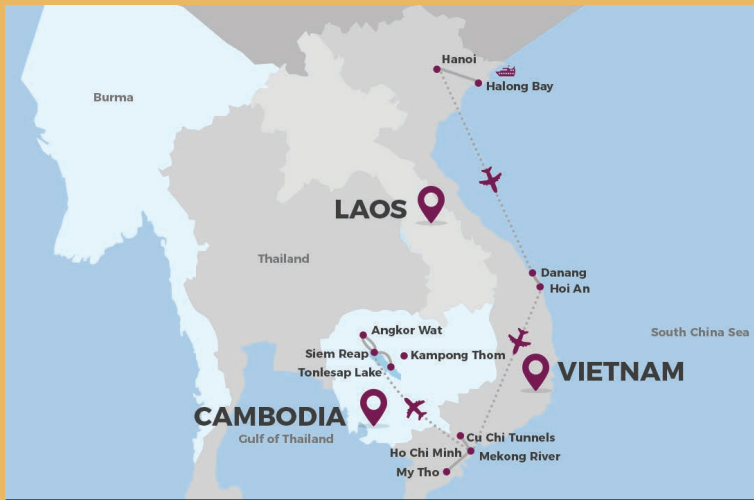 Hanoi
Halong Bay
Burma
LAOS
Thailand
Danang
Hoi An
South China Sea
Angkor Wat
Siem Reap
Kampong Thom
Tonlesap Lake
VIETNAM
CAMBODIA
Gulf of Thailand
Cu Chi Tunnels
Ho Chi Minh
Mekong River
My Tho